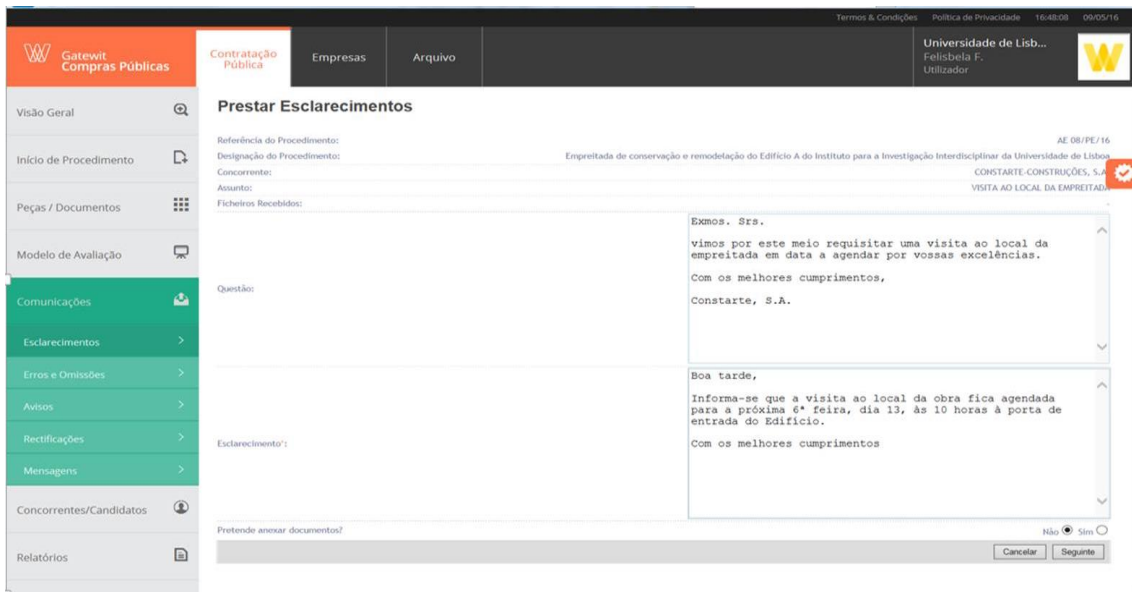 Termos & Condições Política de Privacidade 16:48:08 09/05/16
Gatewit
Compras Públicas
Contratação
Pública
Empresas
Arquivo
Universidade de Lisb...
Felisbela F.
Utilizador
Visão Geral
Início de Procedimento
Peças / Documentos
Modelo de Avaliação
Comunicações
Esclarecimentos
Erros e Omissões
Avisos
Rectificações
Mensagens
Concorrentes/Candidatos
Relatórios
Prestar Esclarecimentos
Referência do Procedimento: AE 08/PE/16
Designação do Procedimento: Empreitada de conservação e remodelação do Edifício A do Instituto para a Investigação Interdisciplinar da Universidade de Lisboa
Concorrente: CONSTARTE-CONSTRUÇÕES, S.A.
Assunto: VISITA AO LOCAL DA EMPREITADA
Ficheiros Recebidos: -
Questão:
Exmos. Srs.
vimos por este meio requisitar uma visita ao local da
empreitada em data a agendar por vossas excelências.
Com os melhores cumprimentos,
Constarte, S.A.
Esclarecimento*:
Boa tarde,
Informa-se que a visita ao local da obra fica agendada
para a próxima 6ª feira, dia 13, às 10 horas à porta de
entrada do Edifício.
Com os melhores cumprimentos
Pretende anexar documentos? Não Sim
Cancelar Seguinte